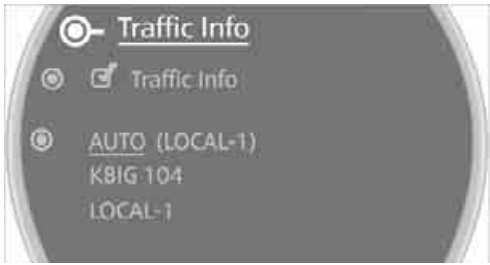 Traffic Info
Traffic Info
AUTO (LOCAL-1)
KBIG 104
LOCAL-1